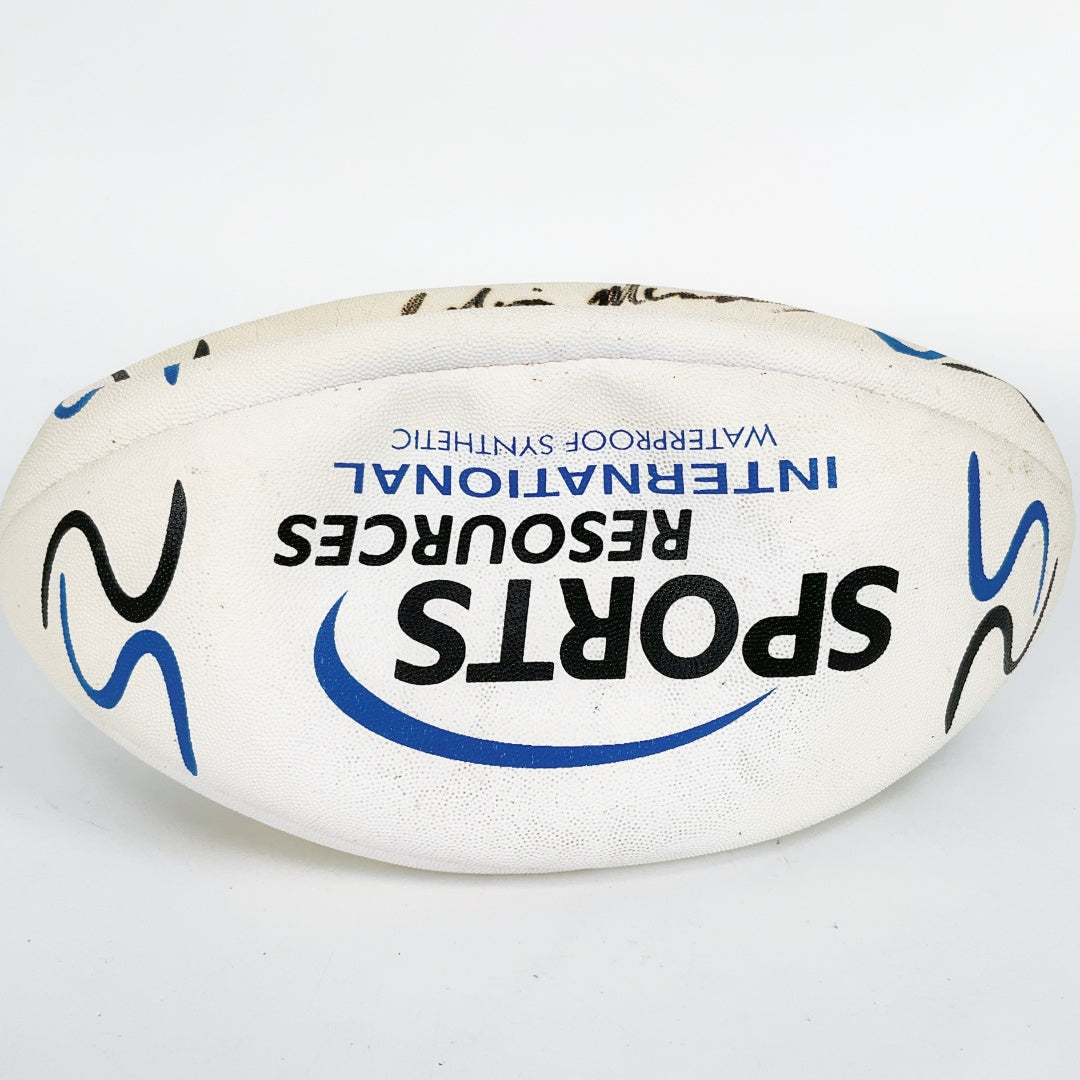 SPORTS
RESOURCES
INTERNATIONAL
WATERPROOF SYNTHETIC